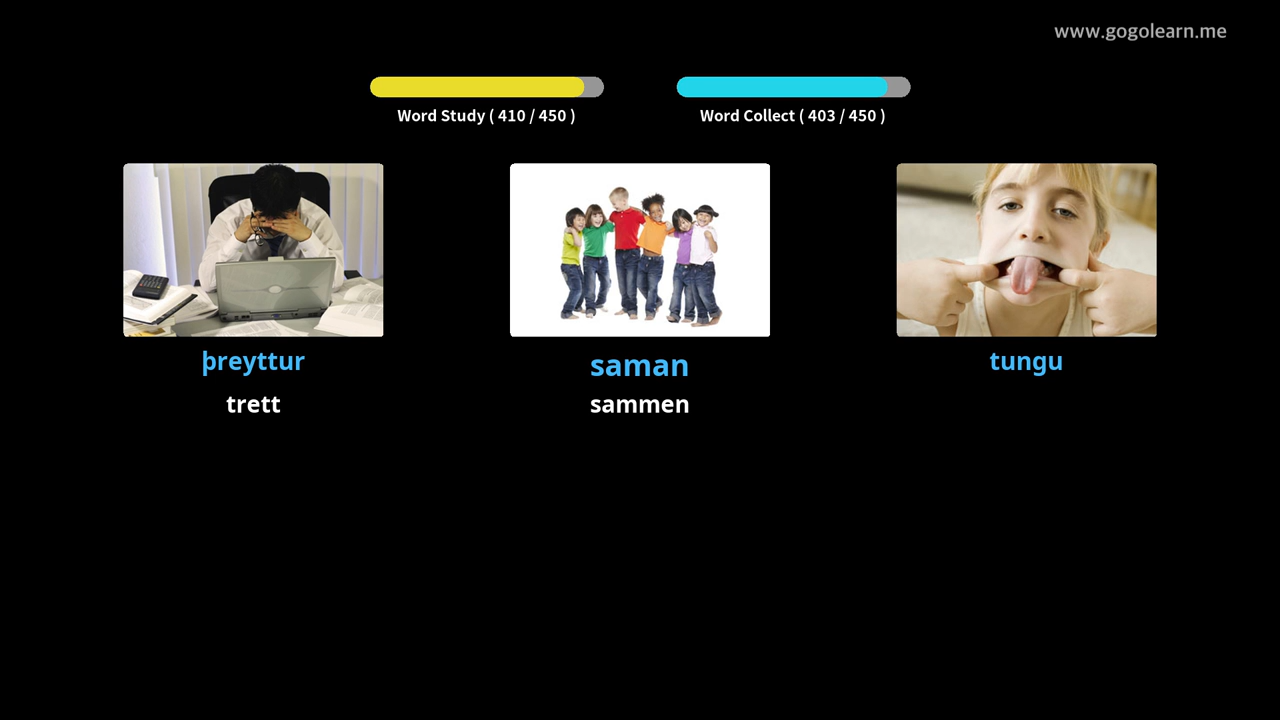 www.gogolearn.me
Word Study ( 410 / 450 )
Word Collect ( 403 / 450 )
þreyttur
saman
tungu
trett
sammen